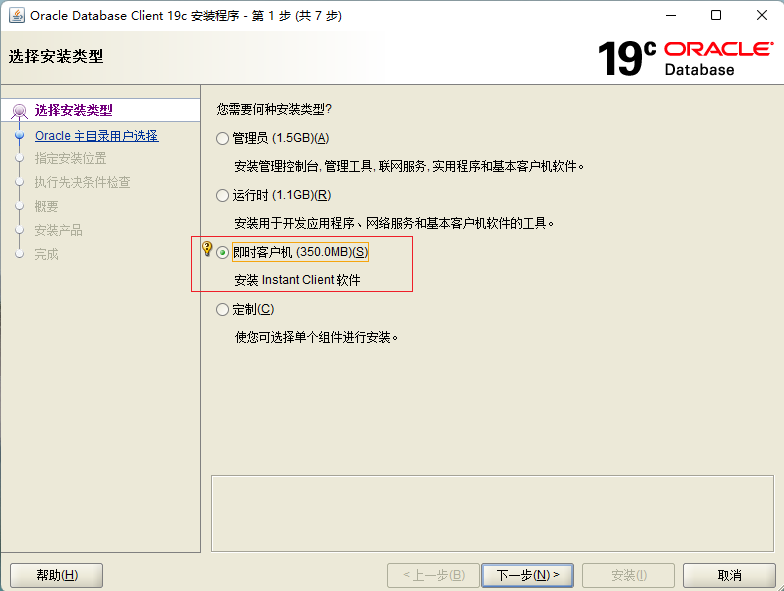 Oracle Database Client 19c 安装程序 - 第 1 步 (共 7 步)
选择安装类型
19c ORACLE
Database
选择安装类型
Oracle 主目录用户选择
指定安装位置
执行先决条件检查
概要
安装产品
完成
您需要何种安装类型?
管理员 (1.5GB)(A)
安装管理控制台, 管理工具, 联网服务, 实用程序和基本客户机软件。
运行时 (1.1GB)(R)
安装用于开发应用程序、网络服务和基本客户机软件的工具。
即时客户机 (350.0MB)(S)
安装 Instant Client 软件
定制(C)
使您可选择单个组件进行安装。
帮助(H)
< 上一步(B)
下一步(N) >
安装(I)
取消